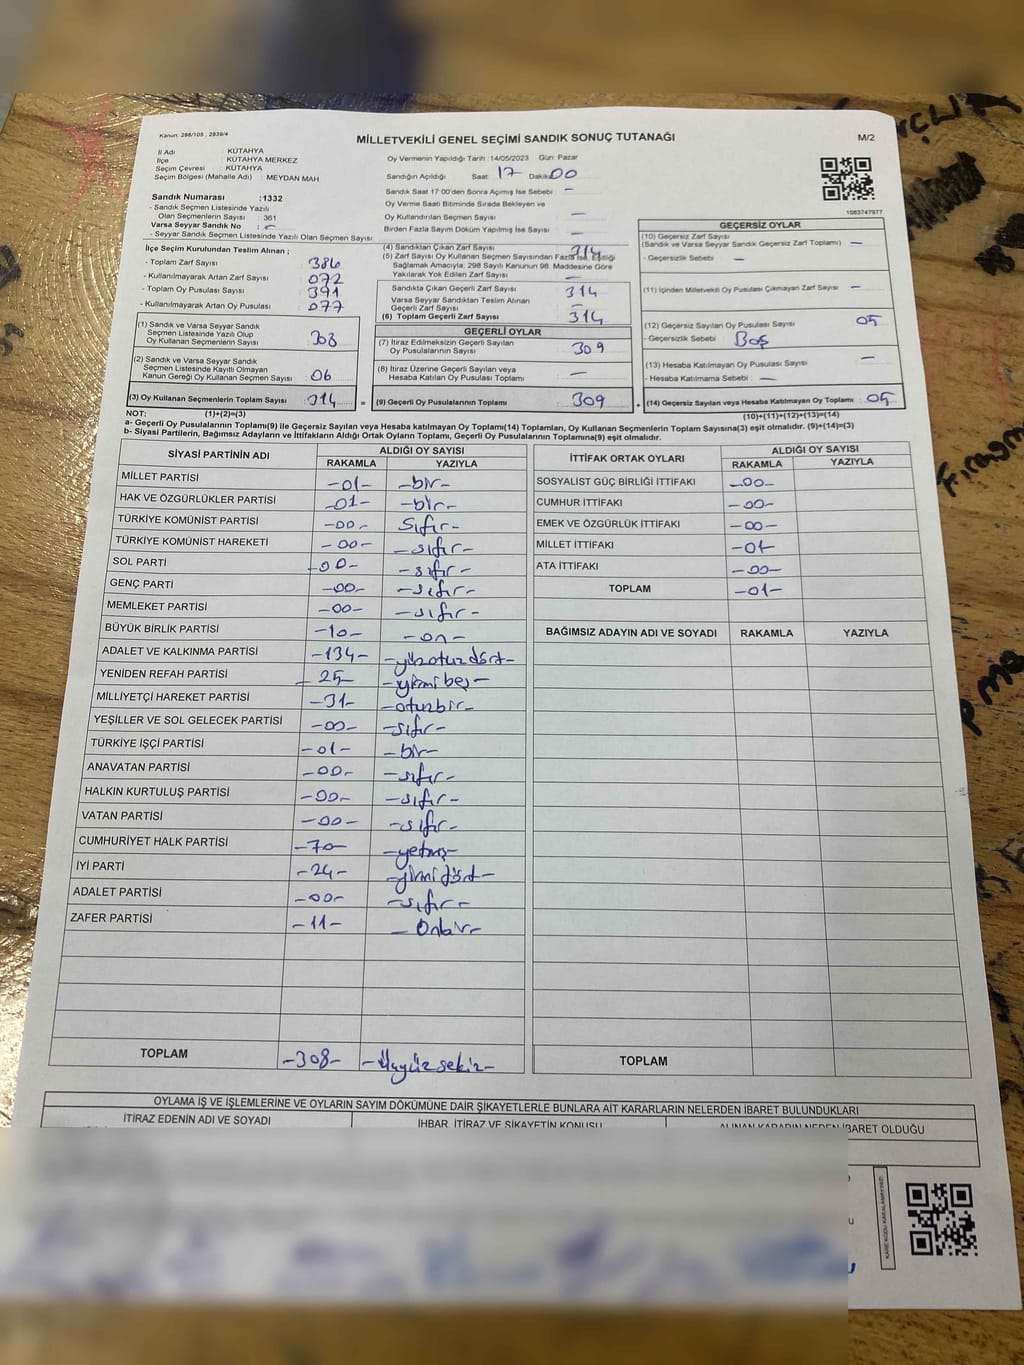 Kanun: 298/105 , 2839/4
MİLLETVEKİLİ GENEL SEÇİMİ SANDIK SONUÇ TUTANAĞI
M/2
İl Adı : KÜTAHYA
İlçe : KÜTAHYA MERKEZ
Seçim Çevresi : KÜTAHYA
Seçim Bölgesi (Mahalle Adı) : MEYDAN MAH
Sandık Numarası :1332
- Sandık Seçmen Listesinde Yazılı
Olan Seçmenlerin Sayısı : 361
Varsa Seyyar Sandık No : -
- Seyyar Sandık Seçmen Listesinde Yazılı Olan Seçmen Sayısı:
Oy Vermenin Yapıldığı Tarih :14/05/2023 Gün: Pazar
Sandığın Açıldığı Saat : 17 Dakika: 00
Sandık Saat 17:00'den Sonra Açımış İse Sebebi : -
Oy Verme Saati Bitiminde Sırada Bekleyen ve
Oy Kullandırılan Seçmen Sayısı : -
Birden Fazla Sayım Döküm Yapılmış İse Sayısı : -
1063747977
İlçe Seçim Kurulundan Teslim Alınan ;
- Toplam Zarf Sayısı : 386
- Kullanılmayarak Artan Zarf Sayısı : 072
- Toplam Oy Pusulası Sayısı : 391
- Kullanılmayarak Artan Oy Pusulası : 077
(1) Sandık ve Varsa Seyyar Sandık
Seçmen Listesinde Yazılı Olup
Oy Kullanan Seçmenlerin Sayısı : 308
(2) Sandık ve Varsa Seyyar Sandık
Seçmen Listesinde Kayıtlı Olmayan
Kanun Gereği Oy Kullanan Seçmen Sayısı : 06
(3) Oy Kullanan Seçmenlerin Toplam Sayısı : 314
(4) Sandıktan Çıkan Zarf Sayısı : 314
(5) Zarf Sayısı Oy Kullanan Seçmen Sayısından Fazla İse, Eşitliği
Sağlamak Amacıyla, 298 Sayılı Kanunun 98. Maddesine Göre
Yakılarak Yok Edilen Zarf Sayısı : -
Sandıkta Çıkan Geçerli Zarf Sayısı : 314
Varsa Seyyar Sandıktan Teslim Alınan
Geçerli Zarf Sayısı : -
(6) Toplam Geçerli Zarf Sayısı : 314
GEÇERLİ OYLAR
(7) İtiraz Edilmeksizin Geçerli Sayılan
Oy Pusulalarının Sayısı : 309
(8) İtiraz Üzerine Geçerli Sayılan veya
Hesaba Katılan Oy Pusulası Toplamı : -
= (9) Geçerli Oy Pusulalarının Toplamı : 309
GEÇERSİZ OYLAR
(10) Geçersiz Zarf Sayısı
(Sandık ve Varsa Seyyar Sandık Geçersiz Zarf Toplamı) : -
- Geçersizlik Sebebi : -
(11) İçinden Milletvekili Oy Pusulası Çıkmayan Zarf Sayısı : -
(12) Geçersiz Sayılan Oy Pusulası Sayısı : 05
- Geçersizlik Sebebi : Boş
(13) Hesaba Katılmayan Oy Pusulası Sayısı : -
- Hesaba Katılmama Sebebi : -
+ (14) Geçersiz Sayılan veya Hesaba Katılmayan Oy Toplamı : 05
NOT: (1)+(2)=(3)
(10)+(11)+(12)+(13)=(14)
a- Geçerli Oy Pusulalarının Toplamı(9) ile Geçersiz Sayılan veya Hesaba katılmayan Oy Toplamı(14) Toplamları, Oy Kullanan Seçmenlerin Toplam Sayısına(3) eşit olmalıdır. (9)+(14)=(3)
b- Siyasi Partilerin, Bağımsız Adayların ve İttifakların Aldığı Ortak Oyların Toplamı, Geçerli Oy Pusulalarının Toplamına(9) eşit olmalıdır.
SİYASİ PARTİNİN ADI ALDIĞI OY SAYISI
RAKAMLA YAZIYLA
MİLLET PARTİSİ -01- -bir-
HAK VE ÖZGÜRLÜKLER PARTİSİ -01- -bir-
TÜRKİYE KOMÜNİST PARTİSİ -00- Sıfır-
TÜRKİYE KOMÜNİST HAREKETİ -00- -sıfır-
SOL PARTİ -00- -sıfır-
GENÇ PARTİ -00- -sıfır-
MEMLEKET PARTİSİ -00- -sıfır-
BÜYÜK BİRLİK PARTİSİ -10- -on-
ADALET VE KALKINMA PARTİSİ -134- -yüzotuzdört-
YENİDEN REFAH PARTİSİ -25- -yirmibeş-
MİLLİYETÇİ HAREKET PARTİSİ -31- -otuzbir-
YEŞİLLER VE SOL GELECEK PARTİSİ -00- -sıfır-
TÜRKİYE İŞÇİ PARTİSİ -01- -bir-
ANAVATAN PARTİSİ -00- -sıfır-
HALKIN KURTULUŞ PARTİSİ -00- -sıfır-
VATAN PARTİSİ -00- -sıfır-
CUMHURİYET HALK PARTİSİ -70- -yetmiş-
İYİ PARTİ -24- -yirmidört-
ADALET PARTİSİ -00- -sıfır-
ZAFER PARTİSİ -11- -Onbir-
TOPLAM -308- -Üçyüzsekiz-
İTTİFAK ORTAK OYLARI ALDIĞI OY SAYISI
RAKAMLA YAZIYLA
SOSYALİST GÜÇ BİRLİĞİ İTTİFAKI -00-
CUMHUR İTTİFAKI -00-
EMEK VE ÖZGÜRLÜK İTTİFAKI -00-
MİLLET İTTİFAKI -01-
ATA İTTİFAKI -00-
TOPLAM -01-
BAĞIMSIZ ADAYIN ADI VE SOYADI RAKAMLA YAZIYLA
TOPLAM
OYLAMA İŞ VE İŞLEMLERİNE VE OYLARIN SAYIM DÖKÜMÜNE DAİR ŞİKAYETLERLE BUNLARA AİT KARARLARIN NELERDEN İBARET BULUNDUKLARI
İTİRAZ EDENİN ADI VE SOYADI İHBAR, İTİRAZ VE ŞİKAYETİN KONUSU ALINAN KARARIN NEDEN İBARET OLDUĞU